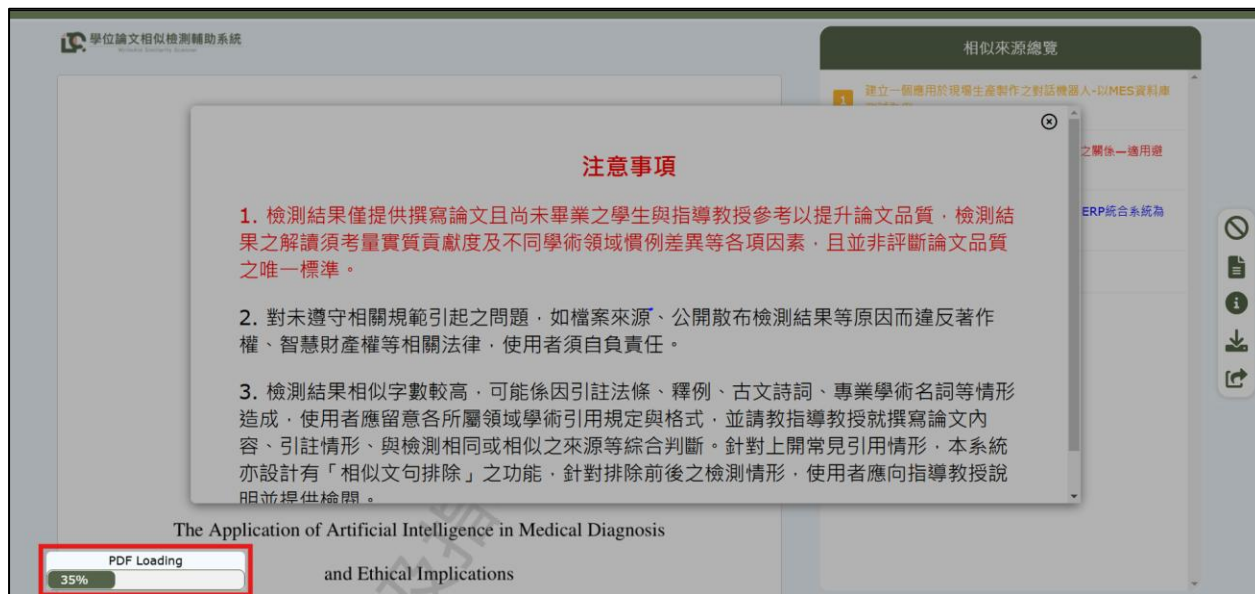 學位論文相似檢測輔助系統
相似來源總覽
1
建立一個應用於現場生產製作之對話機器人-以MES資料庫
之關係—適用避
ERP統合系統為
注意事項
1. 檢測結果僅提供撰寫論文且尚未畢業之學生與指導教授參考以提升論文品質，檢測結
果之解讀須考量實質貢獻度及不同學術領域慣例差異等各項因素，且並非評斷論文品質
之唯一標準。
2. 對未遵守相關規範引起之問題，如檔案來源、公開散布檢測結果等原因而違反著作
權、智慧財產權等相關法律，使用者須自負責任。
3. 檢測結果相似字數較高，可能係因引註法條、釋例、古文詩詞、專業學術名詞等情形
造成，使用者應留意各所屬領域學術引用規定與格式，並請教指導教授就撰寫論文內
容、引註情形、與檢測相同或相似之來源等綜合判斷。針對上開常見引用情形，本系統
亦設計有「相似文句排除」之功能，針對排除前後之檢測情形，使用者應向指導教授說
明並提供檢閱。
The Application of Artificial Intelligence in Medical Diagnosis
and Ethical Implications
PDF Loading
35%